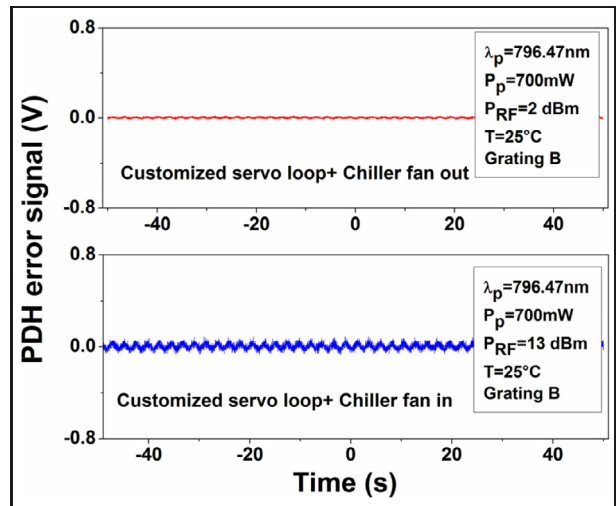 PDH error signal (V)
0.8
0.0
-0.8
λp=796.47nm
Pp=700mW
PRF=2 dBm
T=25°C
Grating B
Customized servo loop+ Chiller fan out
-40 -20 0 20 40
0.8
0.0
-0.8
λp=796.47nm
Pp=700mW
PRF=13 dBm
T=25°C
Grating B
Customized servo loop+ Chiller fan in
-40 -20 0 20 40
Time (s)